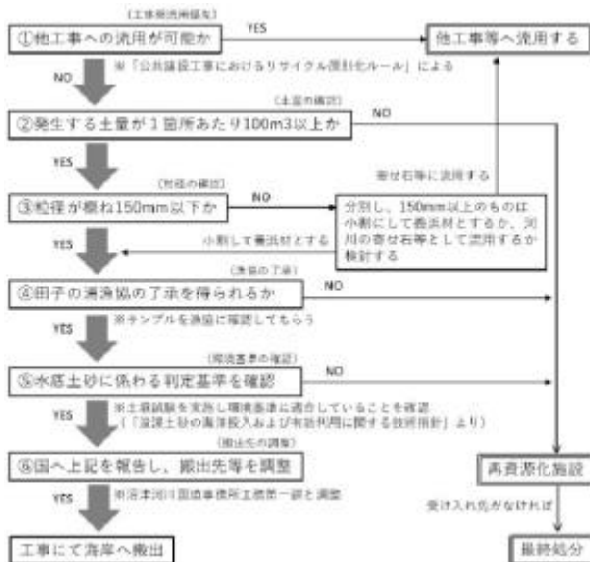 (工体間流用優先)
①他工事への流用が可能か
YES
他工事等へ流用する
NO
※「公共建設工事におけるリサイクル原則化ルール」による
(土量の確認)
②発生する土量が1箇所あたり100m3以上か
NO
YES
寄せ石等に流用する
(粒径の確認)
③粒径が概ね150mm以下か
NO
分別し、150mm以上のものは
小割にして養浜材とするか、河
川の寄せ石等として流用するか
検討する
YES
小割して養浜材とする
(漁協の了承)
④田子の浦漁協の了承を得られるか
NO
YES
※サンプルを漁協に確認してもらう
(環境基準の確認)
⑤水底土砂に係わる判定基準を確認
NO
YES
※土壌試験を実施し環境基準に適合していることを確認
(「浚渫土砂の海洋投入および有効利用に関する技術指針」より)
(搬出先の調整)
⑥国へ上記を報告し、搬出先等を調整
再資源化施設
YES
※沼津河川国道事務所工務第一課と調整
受け入れ先がなければ
工事にて海岸へ搬出
最終処分